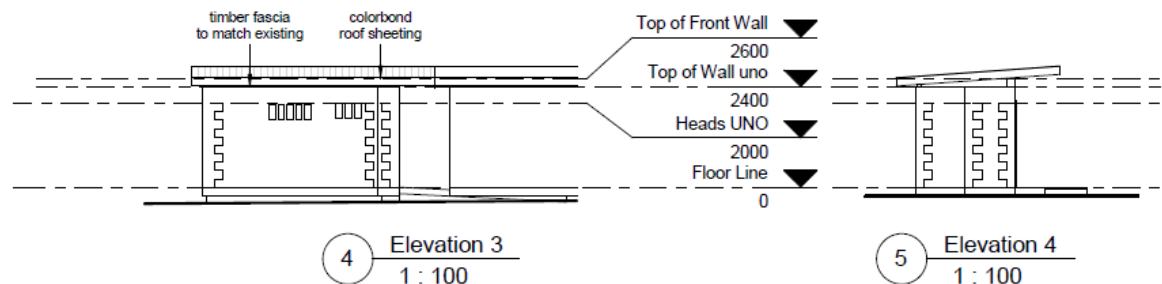 timber fascia
to match existing
colorbond
roof sheeting
Top of Front Wall
2600
Top of Wall uno
2400
Heads UNO
2000
Floor Line
0
4
Elevation 3
1 : 100
5
Elevation 4
1 : 100